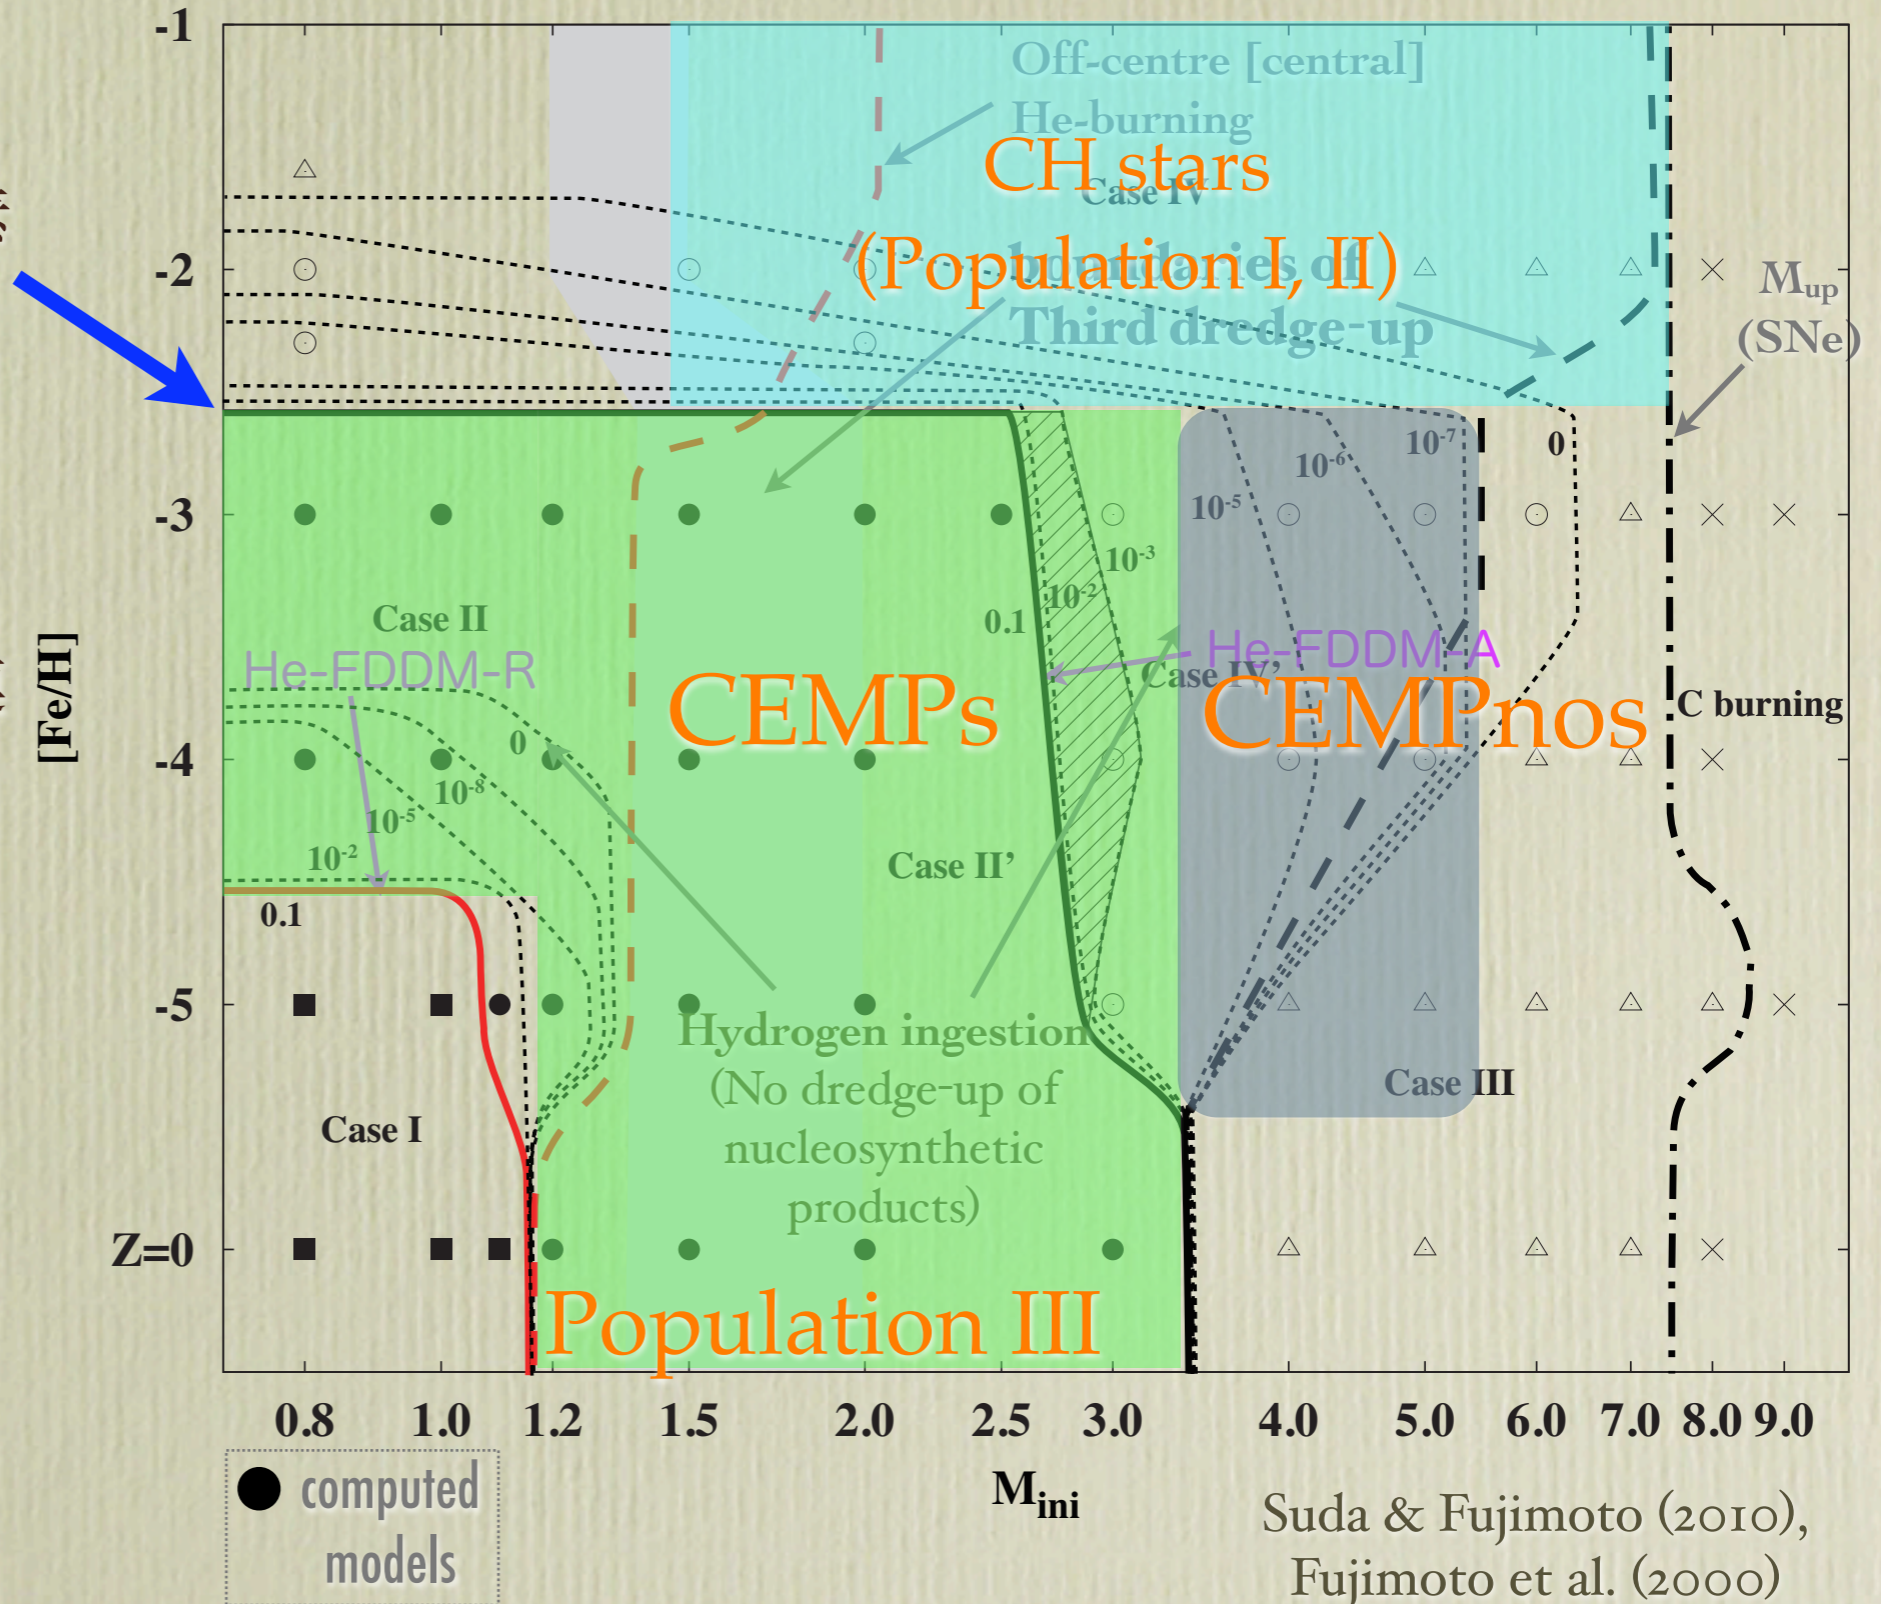 -1
-2
-3
-4
-5
Z=0
[Fe/H]
Off-centre [central]
He-burning
CH stars
Case IV
(Population I, II)
boundaries of
Third dredge-up
M_up
(SNe)
10^-5
10^-6
10^-7
0
10^-3
10^-2
0.1
Case II
He-FDDM-R
He-FDDM-A
Case IV'
CEMPs
CEMPnos
C burning
0
10^-8
10^-5
10^-2
0.1
Case II'
Hydrogen ingestion
(No dredge-up of
nucleosynthetic
products)
Case III
Case I
Population III
0.8 1.0 1.2 1.5 2.0 2.5 3.0 4.0 5.0 6.0 7.0 8.0 9.0
M_ini
computed
models
Suda & Fujimoto (2010),
Fujimoto et al. (2000)